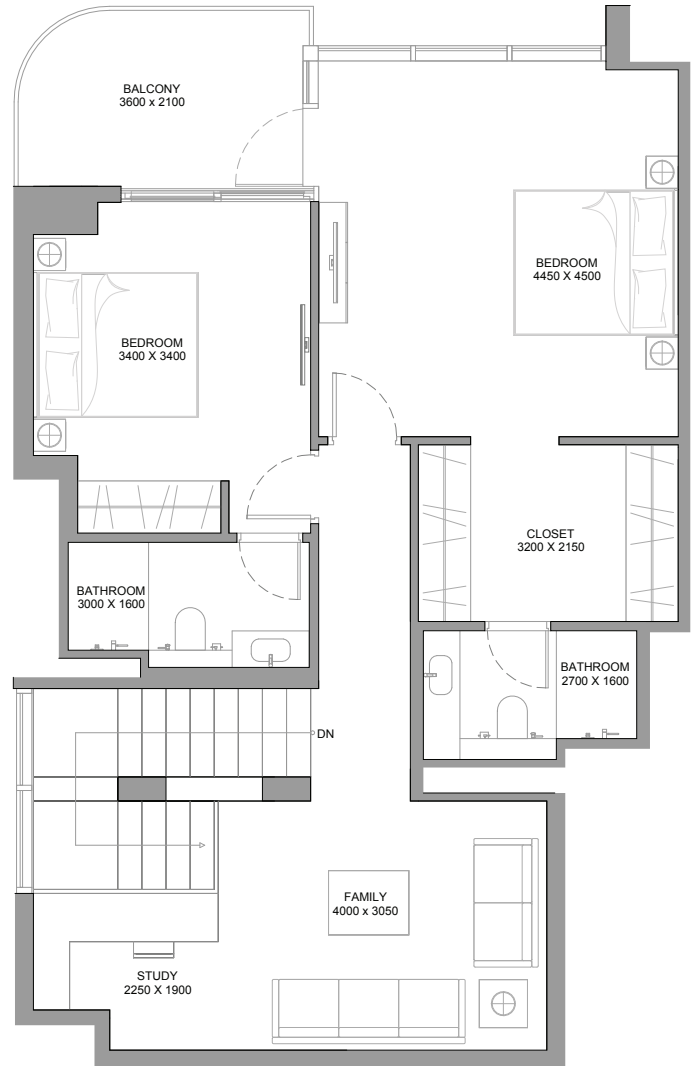 BALCONY
3600 x 2100
BEDROOM
4450 X 4500
BEDROOM
3400 X 3400
CLOSET
3200 X 2150
BATHROOM
3000 X 1600
BATHROOM
2700 X 1600
DN
FAMILY
4000 x 3050
STUDY
2250 X 1900